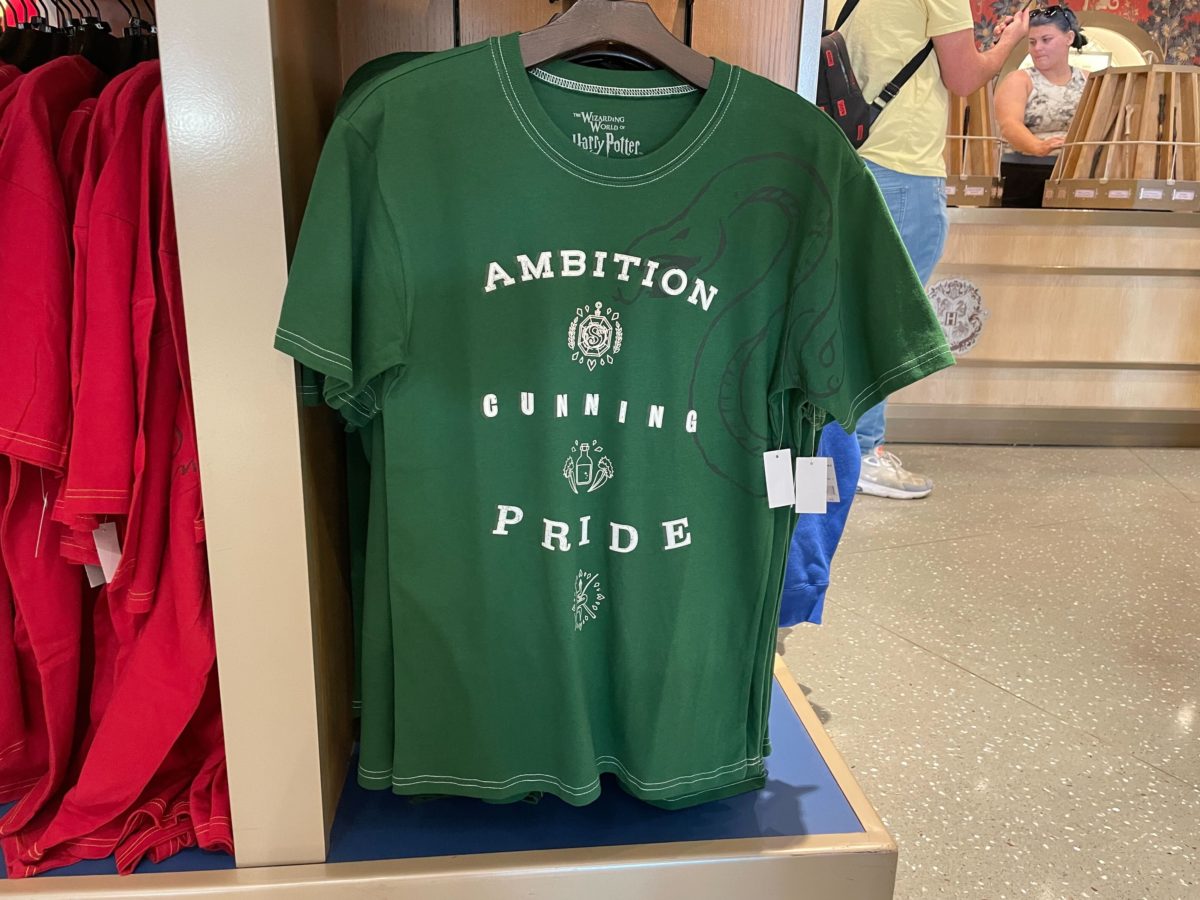 THE WIZARDING
WORLD OF
Harry Potter
AMBITION
S
CUNNING
PRIDE
H